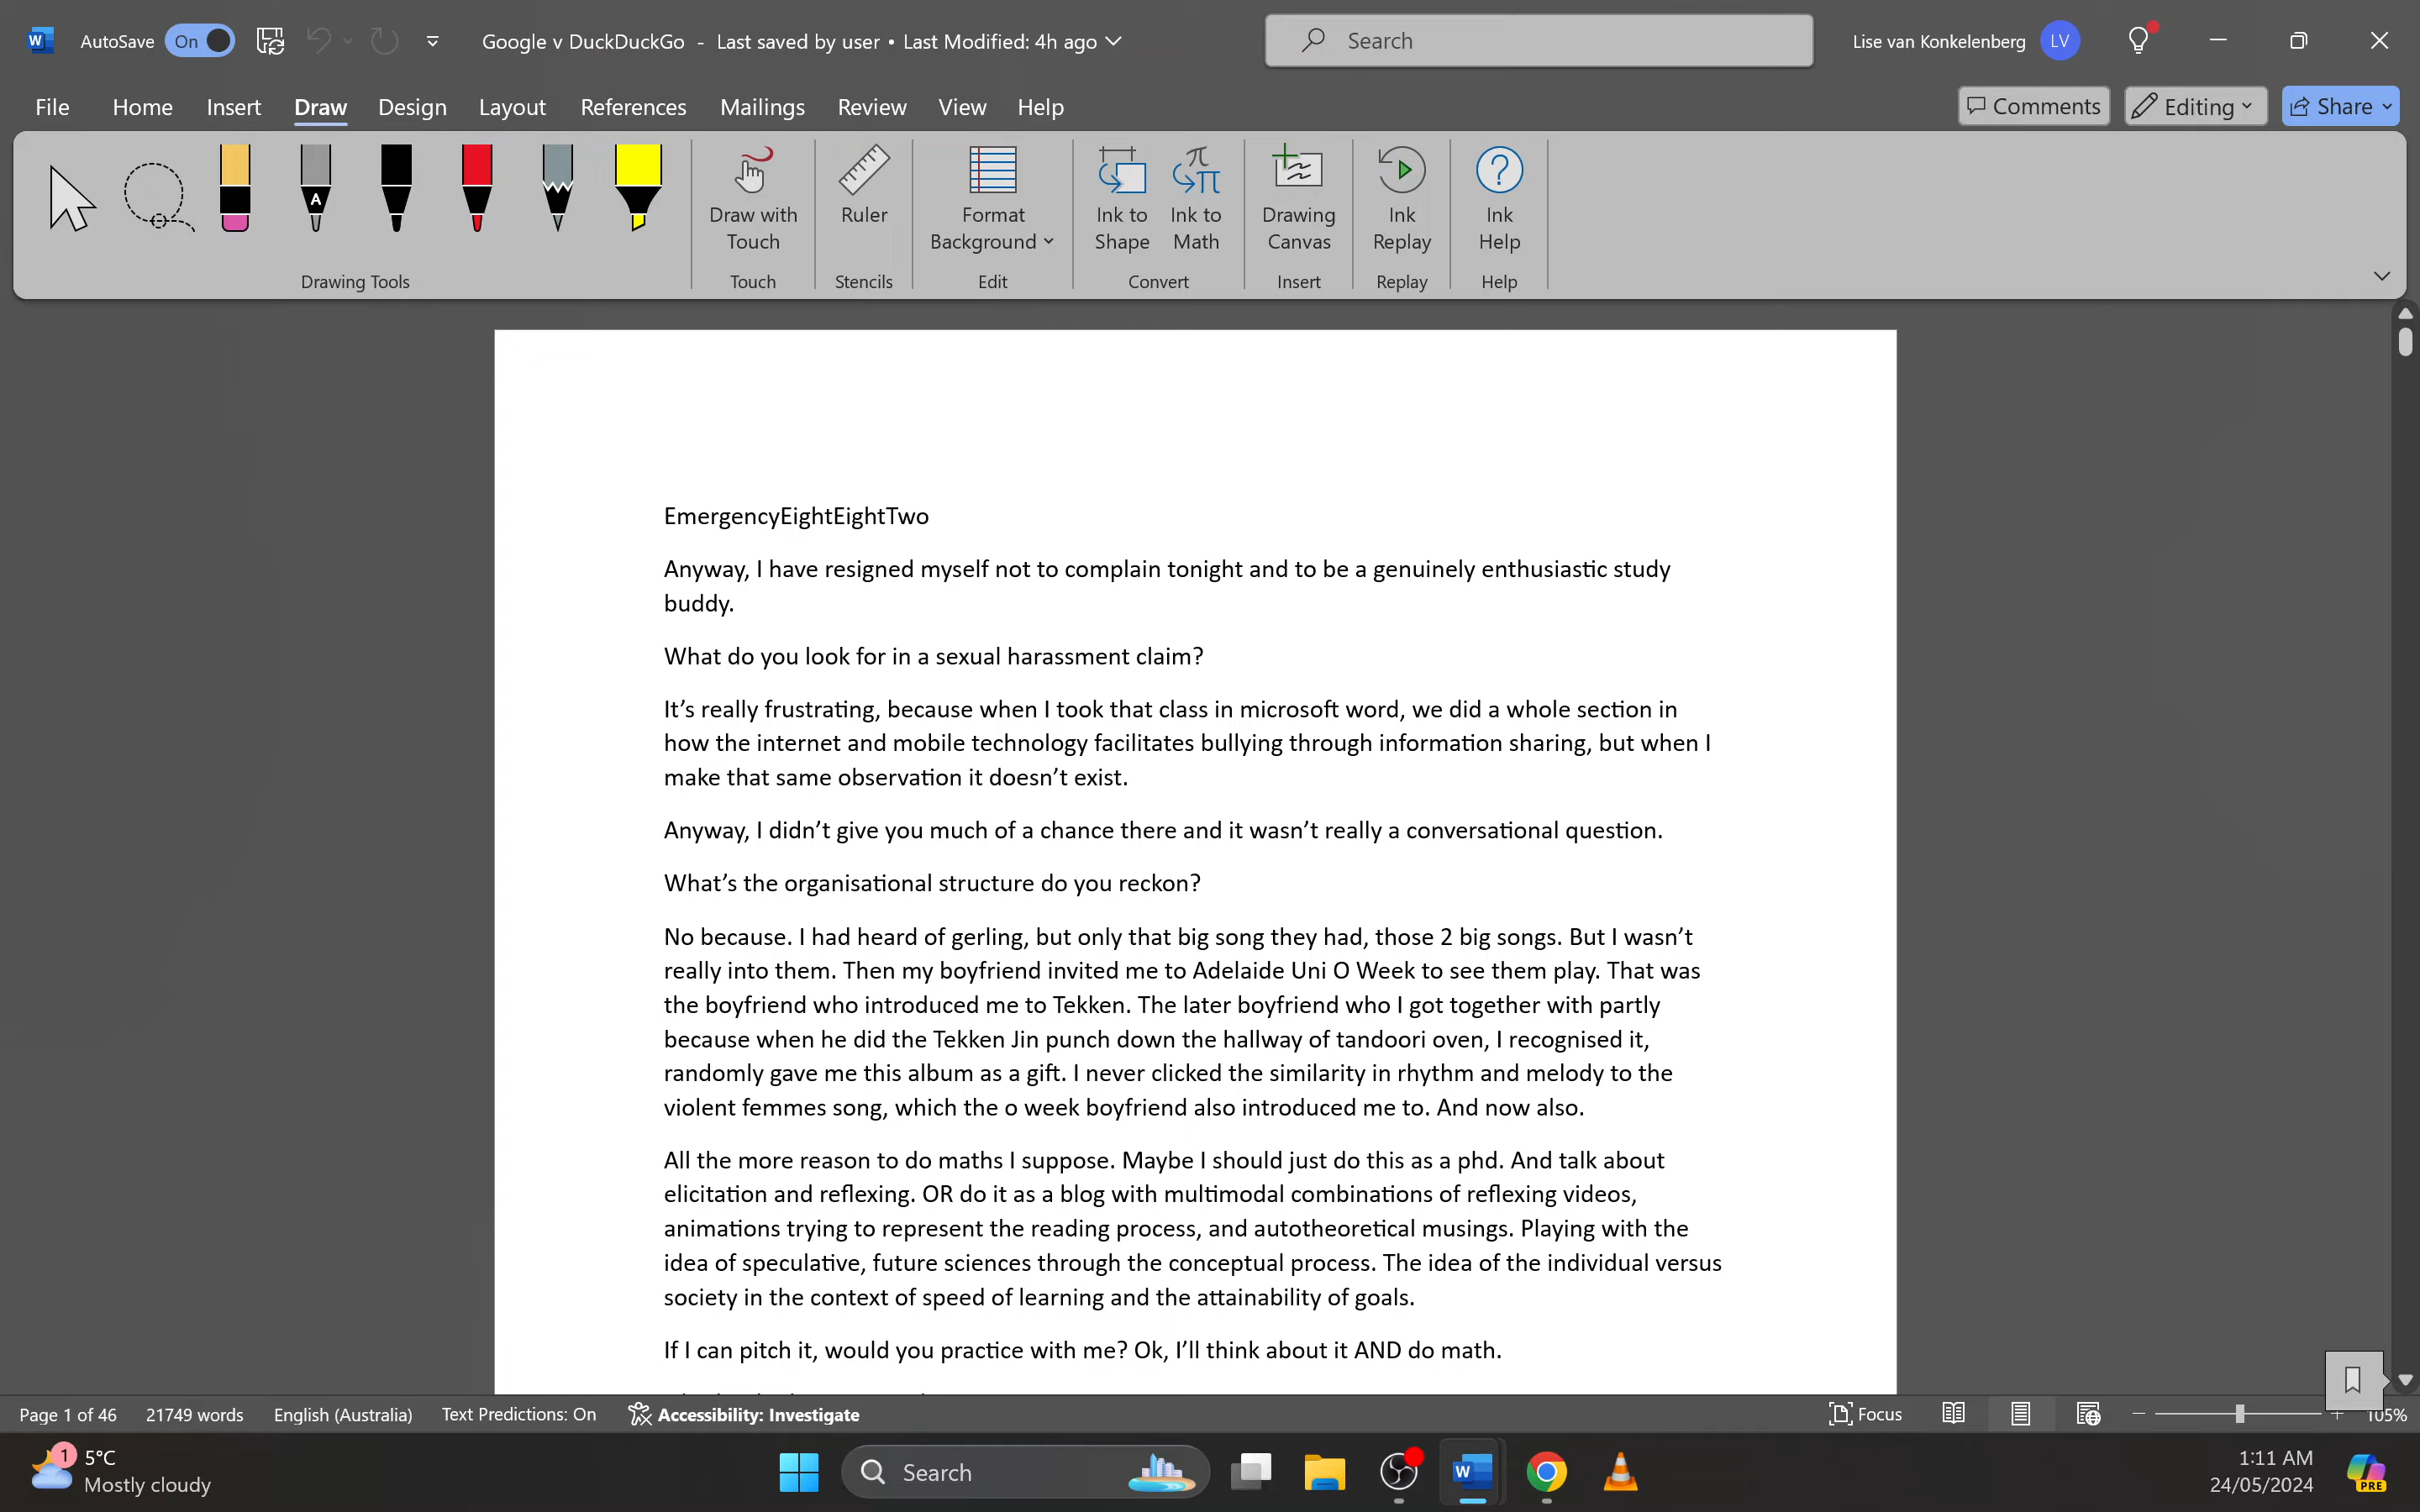 AutoSave On Google v DuckDuckGo - Last saved by user • Last Modified: 4h ago Search Lise van Konkelenberg LV
File Home Insert Draw Design Layout References Mailings Review View Help Comments Editing Share
Draw with Touch
Ruler
Format Background
Ink to Shape
Ink to Math
Drawing Canvas
Ink Replay
Ink Help
Drawing Tools Touch Stencils Edit Convert Insert Replay Help
EmergencyEightEightTwo
Anyway, I have resigned myself not to complain tonight and to be a genuinely enthusiastic study
buddy.
What do you look for in a sexual harassment claim?
It’s really frustrating, because when I took that class in microsoft word, we did a whole section in
how the internet and mobile technology facilitates bullying through information sharing, but when I
make that same observation it doesn’t exist.
Anyway, I didn’t give you much of a chance there and it wasn’t really a conversational question.
What’s the organisational structure do you reckon?
No because. I had heard of gerling, but only that big song they had, those 2 big songs. But I wasn’t
really into them. Then my boyfriend invited me to Adelaide Uni O Week to see them play. That was
the boyfriend who introduced me to Tekken. The later boyfriend who I got together with partly
because when he did the Tekken Jin punch down the hallway of tandoori oven, I recognised it,
randomly gave me this album as a gift. I never clicked the similarity in rhythm and melody to the
violent femmes song, which the o week boyfriend also introduced me to. And now also.
All the more reason to do maths I suppose. Maybe I should just do this as a phd. And talk about
elicitation and reflexing. OR do it as a blog with multimodal combinations of reflexing videos,
animations trying to represent the reading process, and autotheoretical musings. Playing with the
idea of speculative, future sciences through the conceptual process. The idea of the individual versus
society in the context of speed of learning and the attainability of goals.
If I can pitch it, would you practice with me? Ok, I’ll think about it AND do math.
Page 1 of 46 21749 words English (Australia) Text Predictions: On Accessibility: Investigate Focus 105%
1 5°C
Mostly cloudy
Search
1:11 AM
24/05/2024
PRE